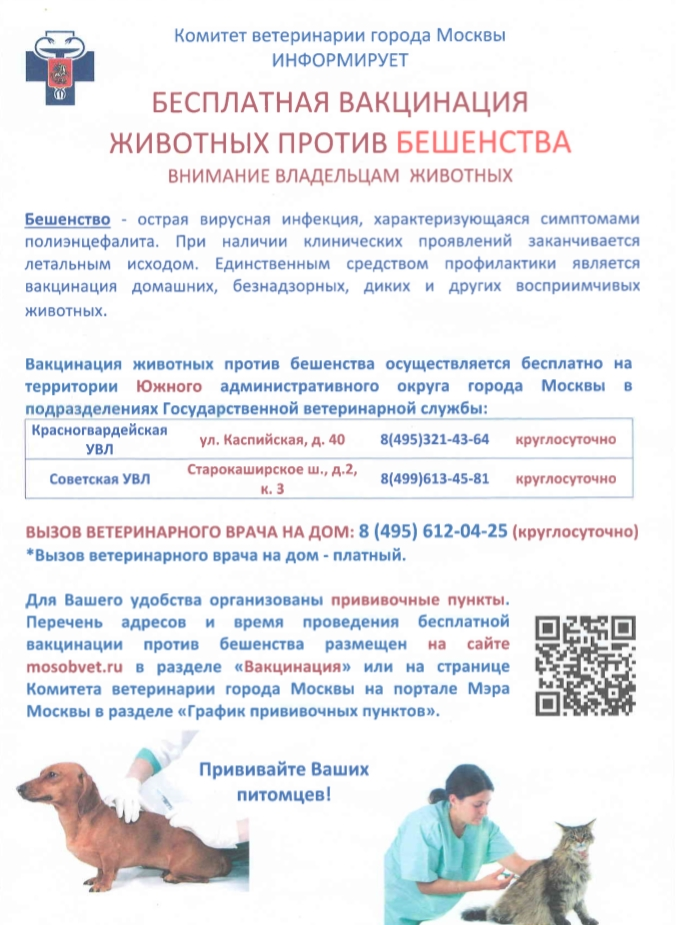 Комитет ветеринарии города Москвы
ИНФОРМИРУЕТ
БЕСПЛАТНАЯ ВАКЦИНАЦИЯ
ЖИВОТНЫХ ПРОТИВ БЕШЕНСТВА
ВНИМАНИЕ ВЛАДЕЛЬЦАМ ЖИВОТНЫХ
Бешенство - острая вирусная инфекция, характеризующаяся симптомами
полиэнцефалита. При наличии клинических проявлений заканчивается
летальным исходом. Единственным средством профилактики является
вакцинация домашних, безнадзорных, диких и других восприимчивых
животных.
Вакцинация животных против бешенства осуществляется бесплатно на
территории Южного административного округа города Москвы в
подразделениях Государственной ветеринарной службы:
Красногвардейская
УВЛ
ул. Каспийская, д. 40
8(495)321-43-64
круглосуточно
Советская УВЛ
Старокаширское ш., д.2,
к. 3
8(499)613-45-81
круглосуточно
ВЫЗОВ ВЕТЕРИНАРНОГО ВРАЧА НА ДОМ: 8 (495) 612-04-25 (круглосуточно)
*Вызов ветеринарного врача на дом - платный.
Для Вашего удобства организованы прививочные пункты.
Перечень адресов и время проведения бесплатной
вакцинации против бешенства размещен на сайте
mosobvet.ru в разделе «Вакцинация» или на странице
Комитета ветеринарии города Москвы на портале Мэра
Москвы в разделе «График прививочных пунктов».
Прививайте Ваших
питомцев!